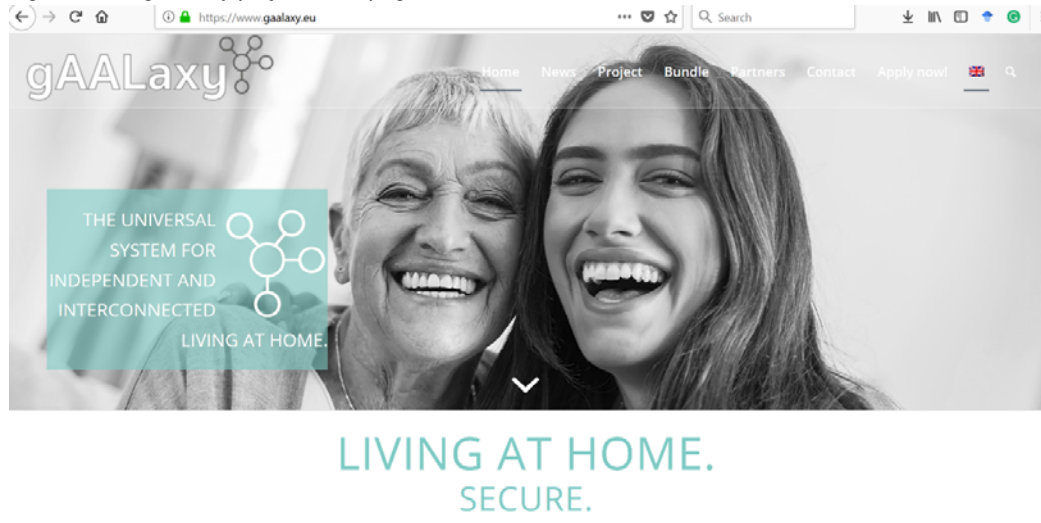 https://www.gaalaxy.eu
Search
gAALaxy
Home News Project Bundle Partners Contact Apply now!
THE UNIVERSAL
SYSTEM FOR
INDEPENDENT AND
INTERCONNECTED
LIVING AT HOME.
LIVING AT HOME.
SECURE.